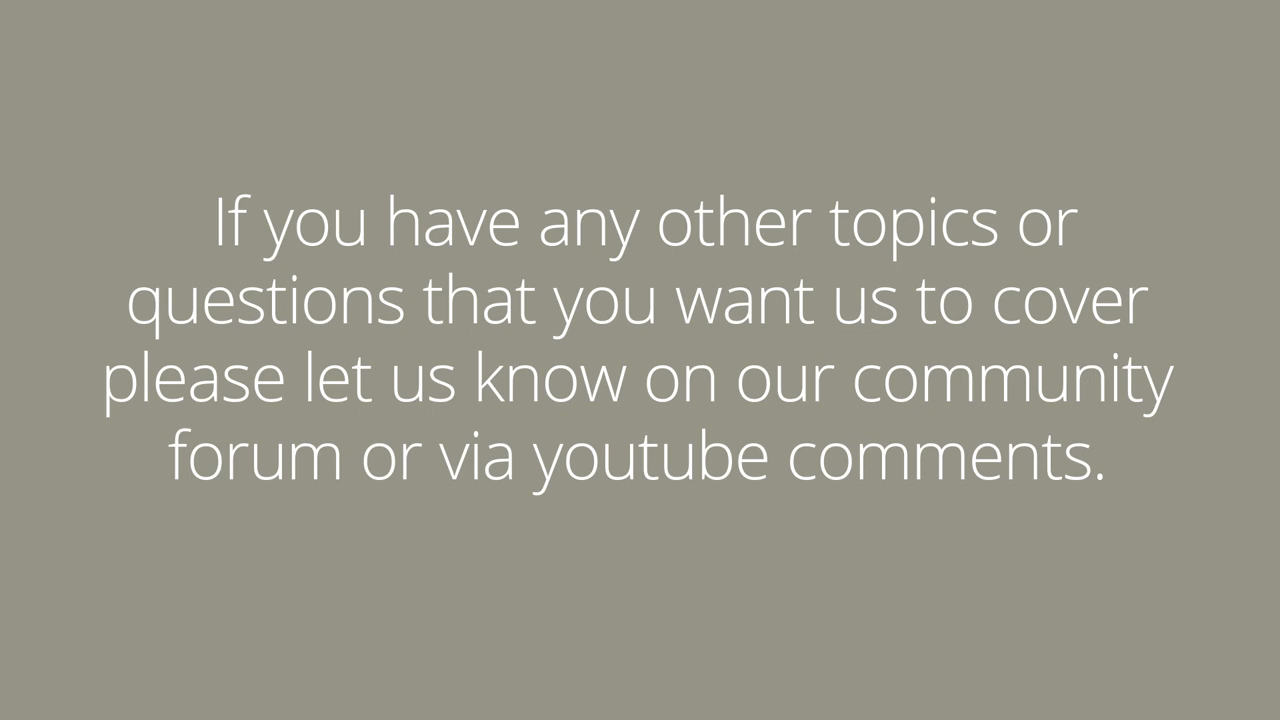 If you have any other topics or
questions that you want us to cover
please let us know on our community
forum or via youtube comments.